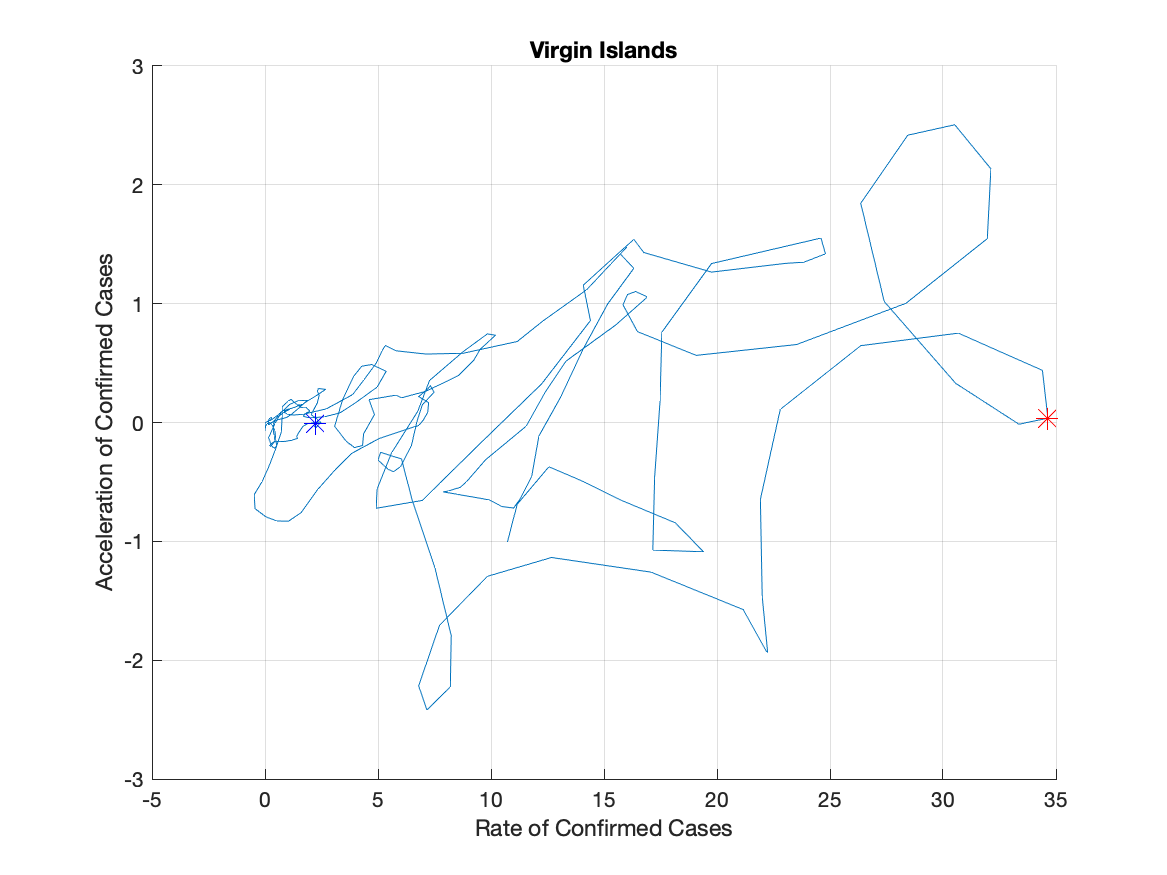 Virgin Islands
3
2
1
0
-1
-2
-3
Acceleration of Confirmed Cases
-5 0 5 10 15 20 25 30 35
Rate of Confirmed Cases